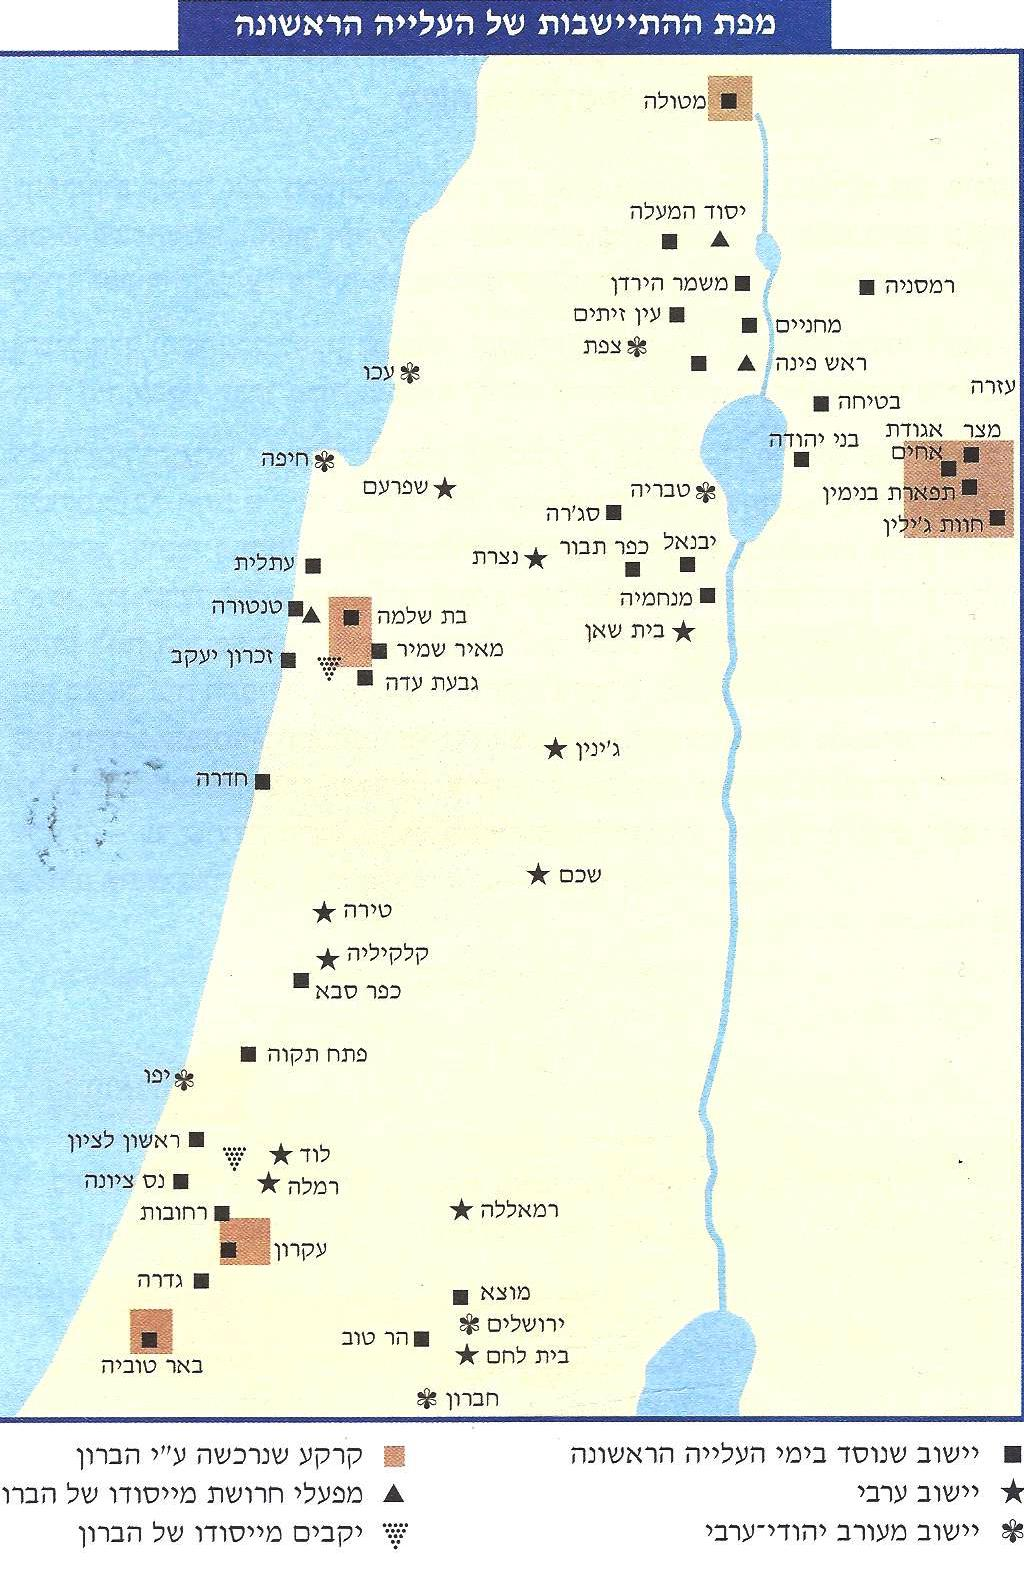 מפת ההתיישבות של העלייה הראשונה
מטולה
יסוד המעלה
משמר הירדן
רמסניה
עין זיתים
מחניים
צפת
ראש פינה
עכו
עזרה
בטיחה
מצר
אגודת
אחים
בני יהודה
חיפה
שפרעם
טבריה
תפארת בנימין
סג'רה
חוות ג'ילין
יבנאל
כפר תבור
נצרת
עתלית
מנחמיה
טנטורה
בת שלמה
בית שאן
מאיר שמיר
זכרון יעקב
גבעת עדה
ג'ינין
חדרה
שכם
טירה
קלקיליה
כפר סבא
פתח תקוה
יפו
ראשון לציון
לוד
נס ציונה
רמלה
רחובות
רמאללה
עקרון
גדרה
מוצא
ירושלים
הר טוב
בית לחם
באר טוביה
חברון
יישוב שנוסד בימי העלייה הראשונה
יישוב ערבי
יישוב מעורב יהודי-ערבי
קרקע שנרכשה ע"י הברון
מפעלי חרושת מייסודו של הברו
יקבים מייסודו של הברון